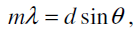 mλ = d sin θ,